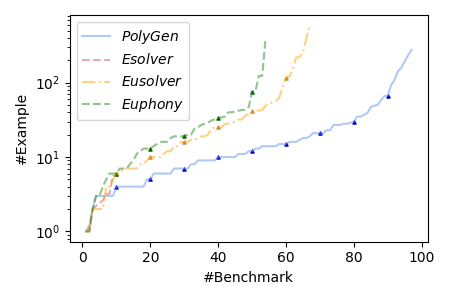 PolyGen
Esolver
Eusolver
Euphony
#Example
10²
10¹
10⁰
0 20 40 60 80 100
#Benchmark